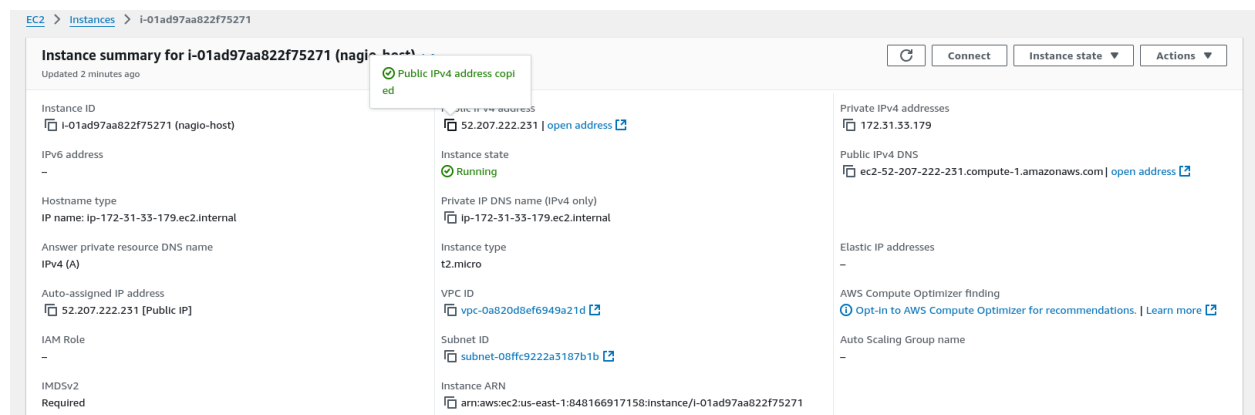 EC2 > Instances > i-01ad97aa822f75271
Instance summary for i-01ad97aa822f75271 (nagio-host)
Updated 2 minutes ago
Connect
Instance state
Actions
Public IPv4 address copi
ed
Instance ID
i-01ad97aa822f75271 (nagio-host)
Public IPv4 address
52.207.222.231 | open address
Private IPv4 addresses
172.31.33.179
IPv6 address
–
Instance state
Running
Public IPv4 DNS
ec2-52-207-222-231.compute-1.amazonaws.com | open address
Hostname type
IP name: ip-172-31-33-179.ec2.internal
Private IP DNS name (IPv4 only)
ip-172-31-33-179.ec2.internal
Answer private resource DNS name
IPv4 (A)
Instance type
t2.micro
Elastic IP addresses
–
Auto-assigned IP address
52.207.222.231 [Public IP]
VPC ID
vpc-0a820d8ef6949a21d
AWS Compute Optimizer finding
Opt-in to AWS Compute Optimizer for recommendations. | Learn more
IAM Role
–
Subnet ID
subnet-08ffc9222a3187b1b
Auto Scaling Group name
–
IMDSv2
Required
Instance ARN
arn:aws:ec2:us-east-1:848166917158:instance/i-01ad97aa822f75271